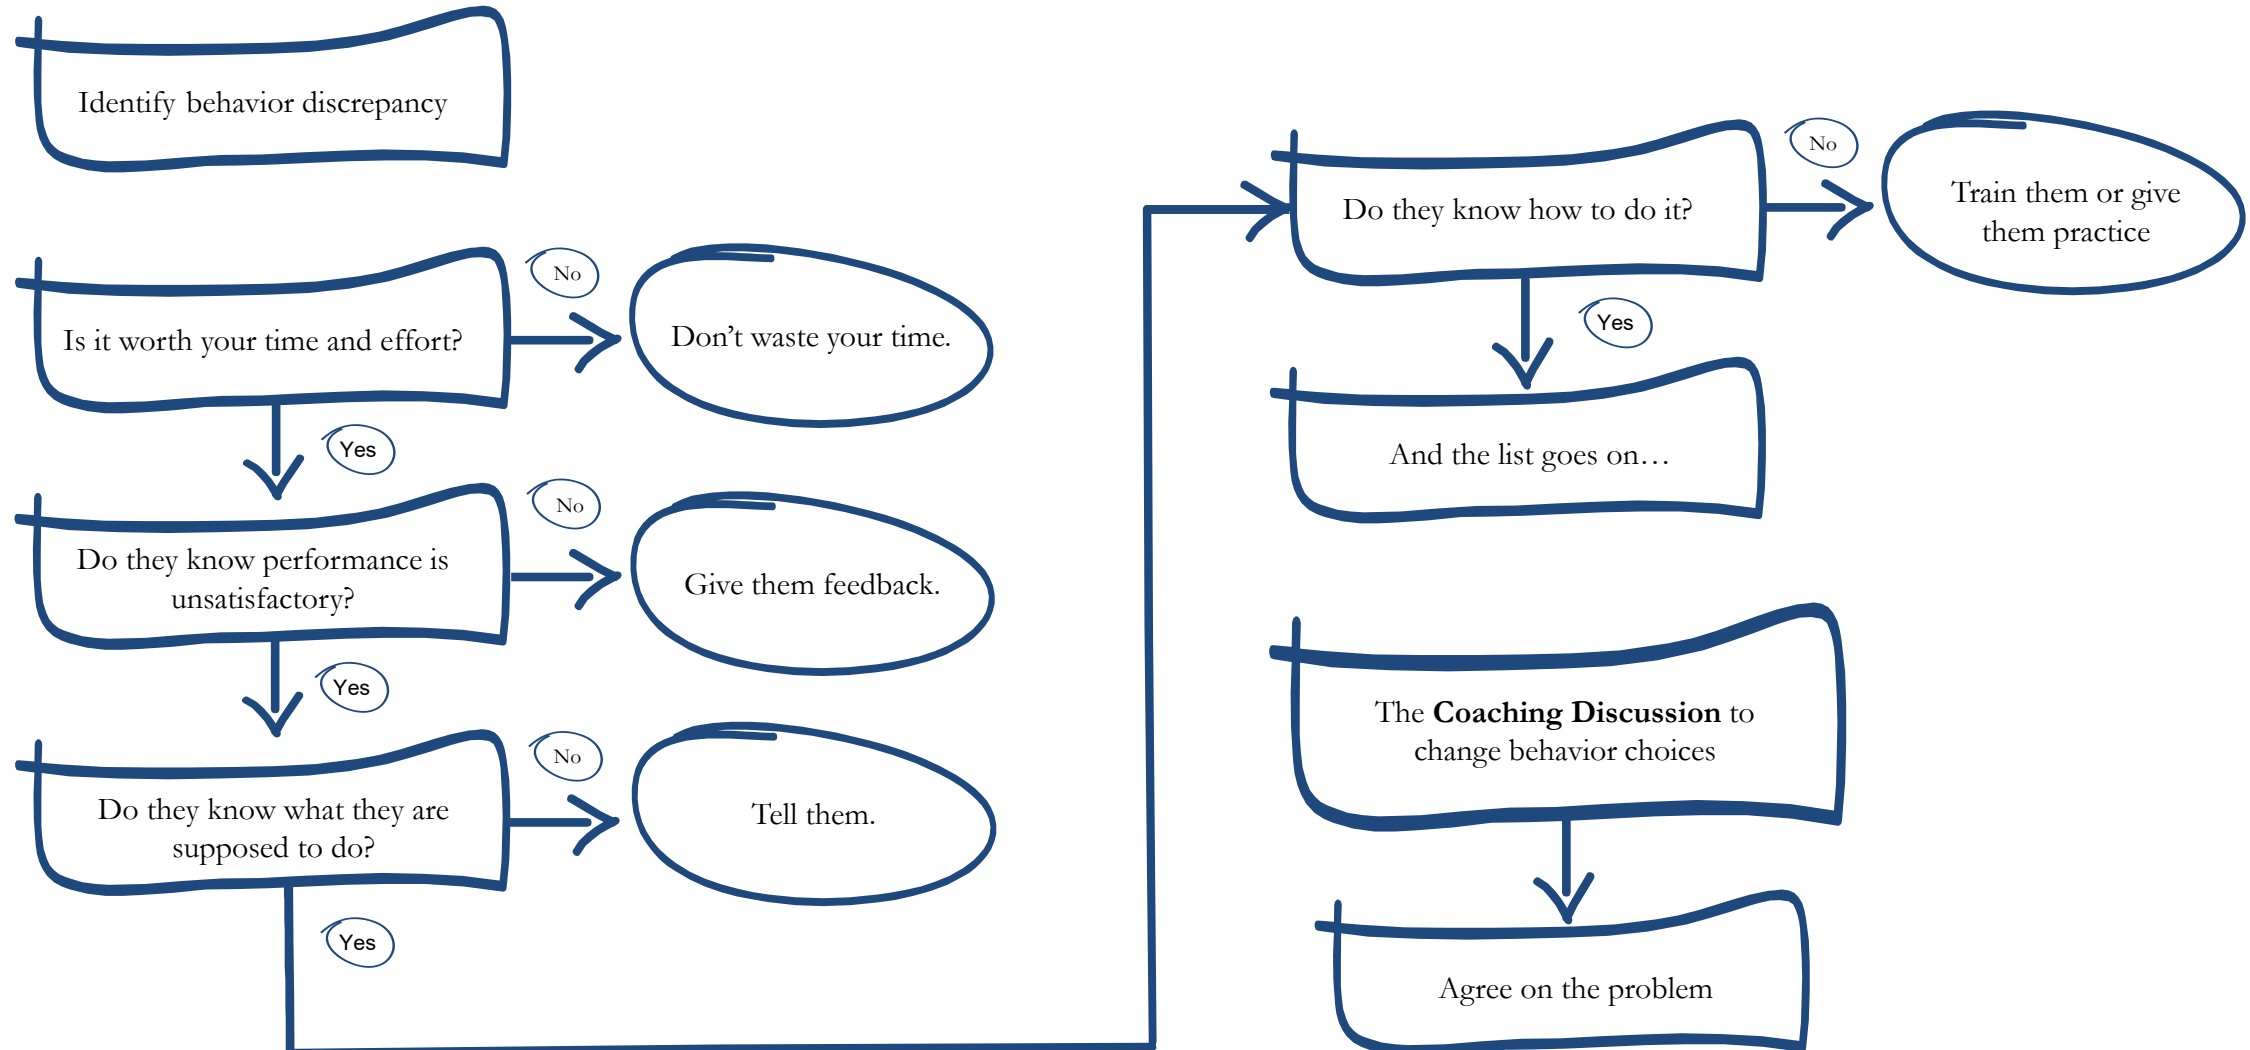 Identify behavior discrepancy
Is it worth your time and effort?
No
Don’t waste your time.
Yes
Do they know performance is
unsatisfactory?
No
Give them feedback.
Yes
Do they know what they are
supposed to do?
No
Tell them.
Yes
Do they know how to do it?
No
Train them or give
them practice
Yes
And the list goes on…
The Coaching Discussion to
change behavior choices
Agree on the problem